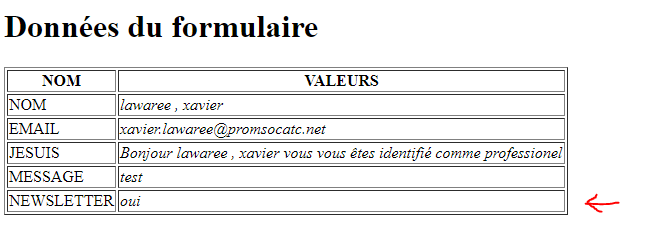 Données du formulaire
NOM VALEURS
NOM lawaree , xavier
EMAIL xavier.lawaree@promsocatc.net
JESUIS Bonjour lawaree , xavier vous vous êtes identifié comme professionel
MESSAGE test
NEWSLETTER oui